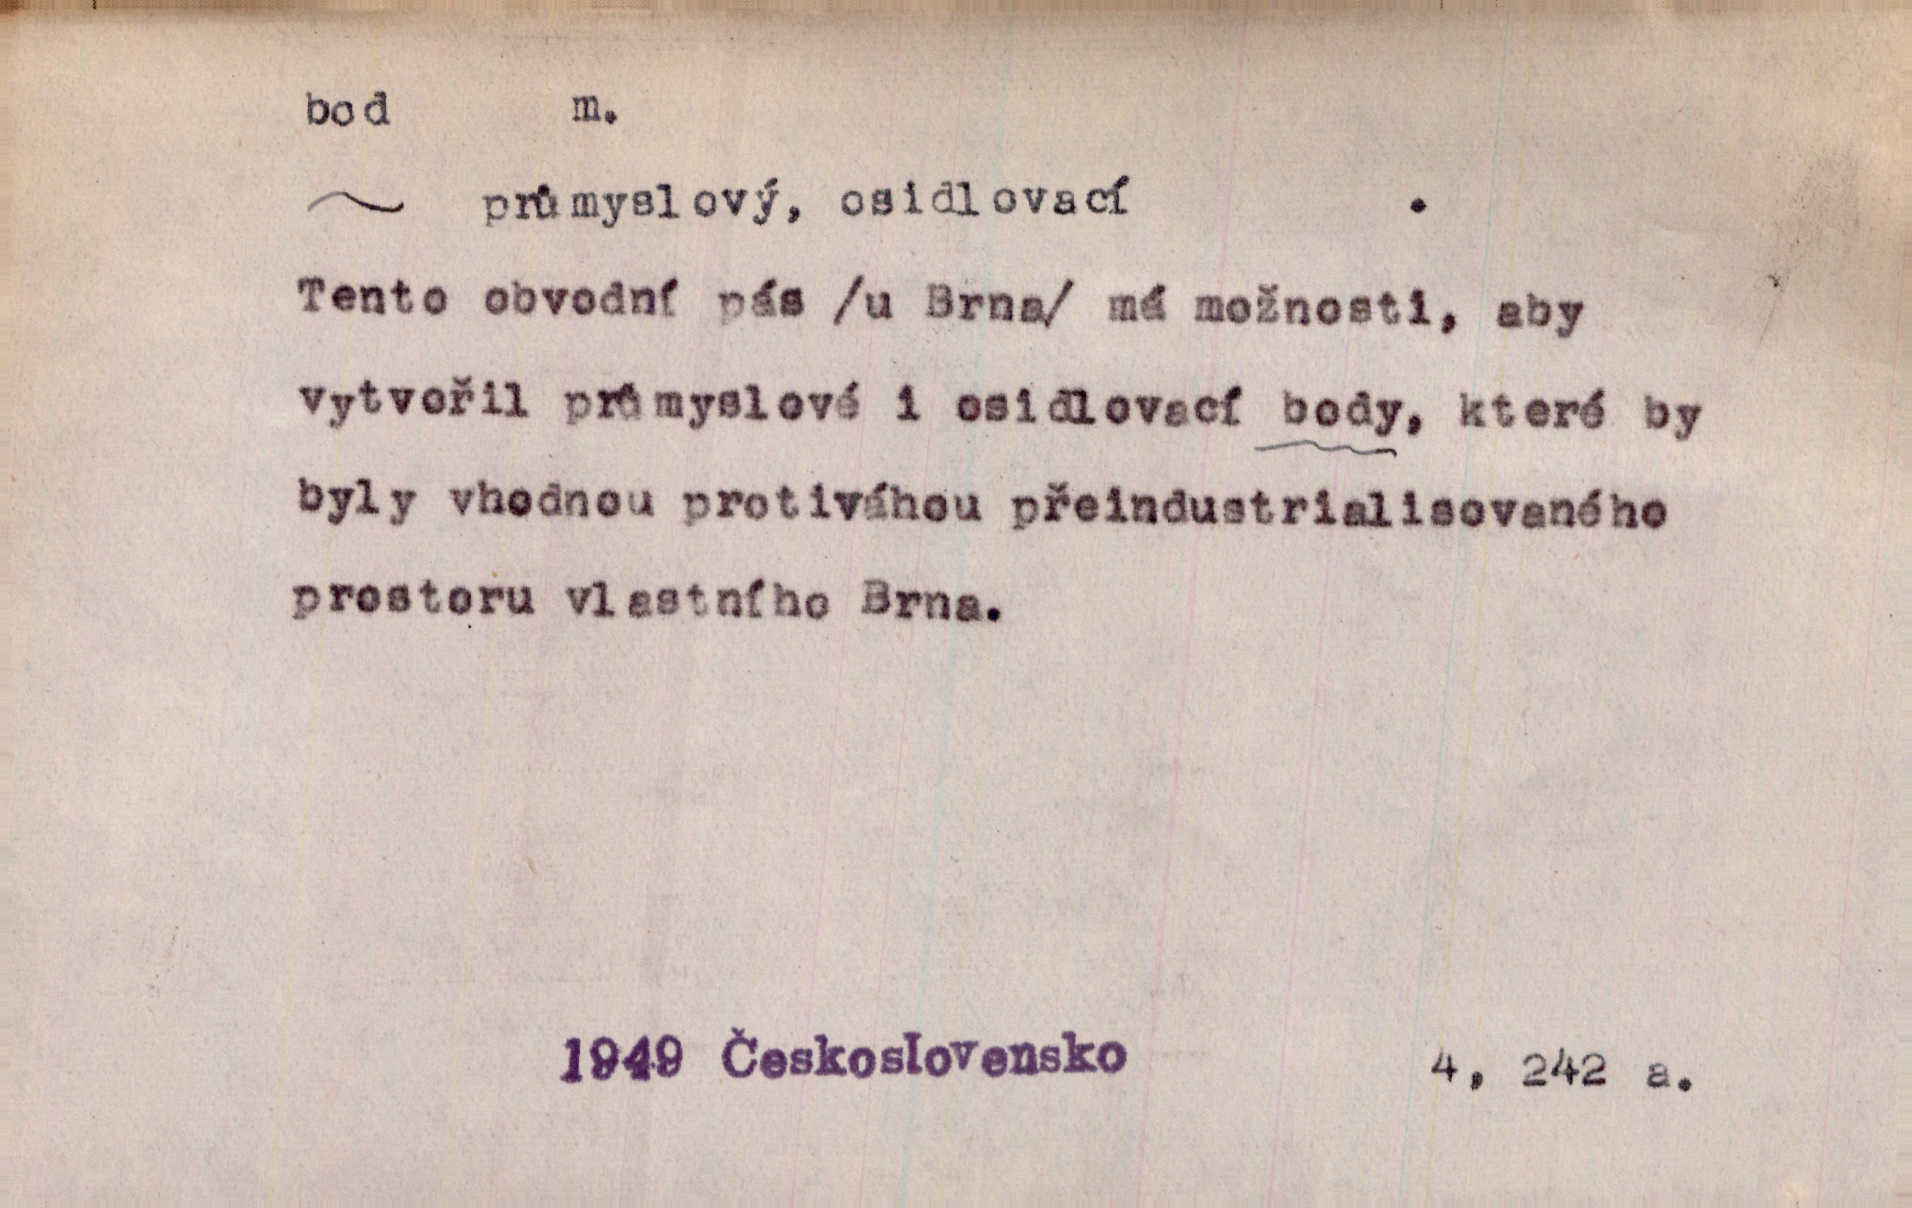 bod m.
~ průmyslový, osidlovací .
Tento obvodní pás /u Brna/ má možnosti, aby
vytvořil průmyslové i osidlovací body, které by
byly vhodnou protiváhou přeindustrialisovaného
prostoru vlastního Brna.
1949 Československo 4, 242 a.